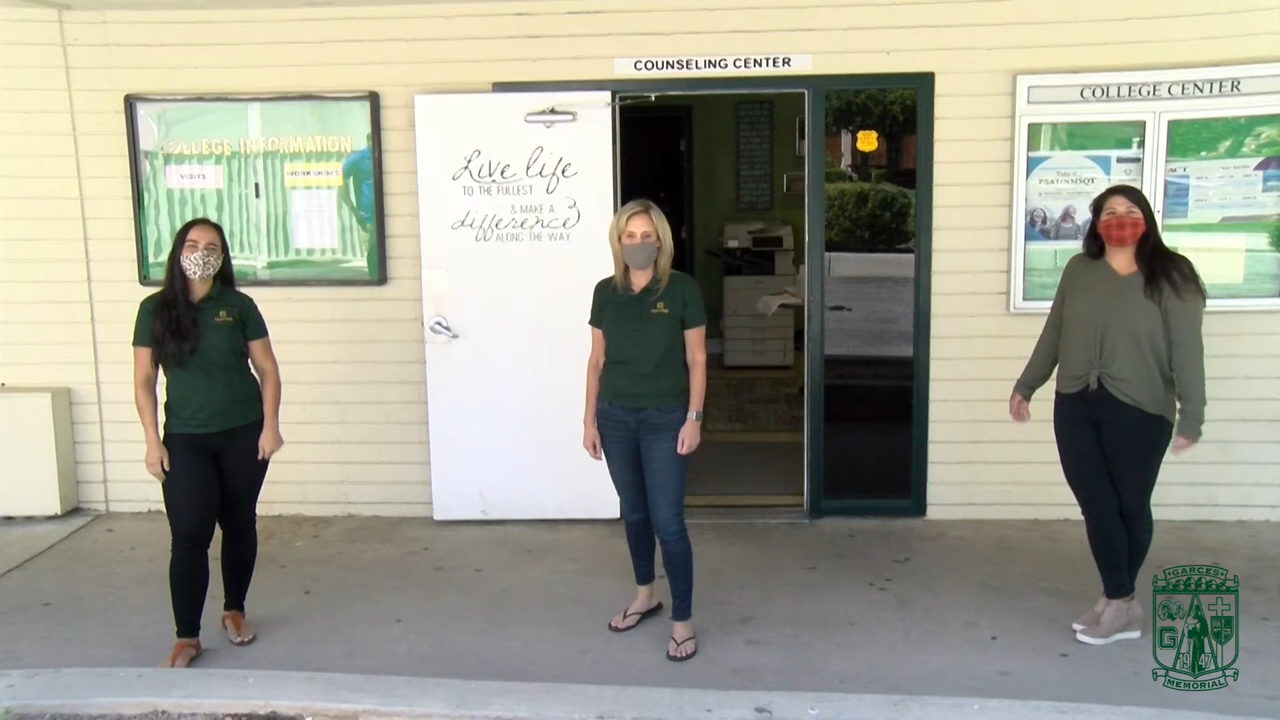 COUNSELING CENTER
COLLEGE INFORMATION
VISITS
WORKSHOPS
Live life
TO THE FULLEST
& MAKE A
difference
ALONG THE WAY
COLLEGE CENTER
PSAT/NMSQT
ACT
GARCES
G
1947
MEMORIAL